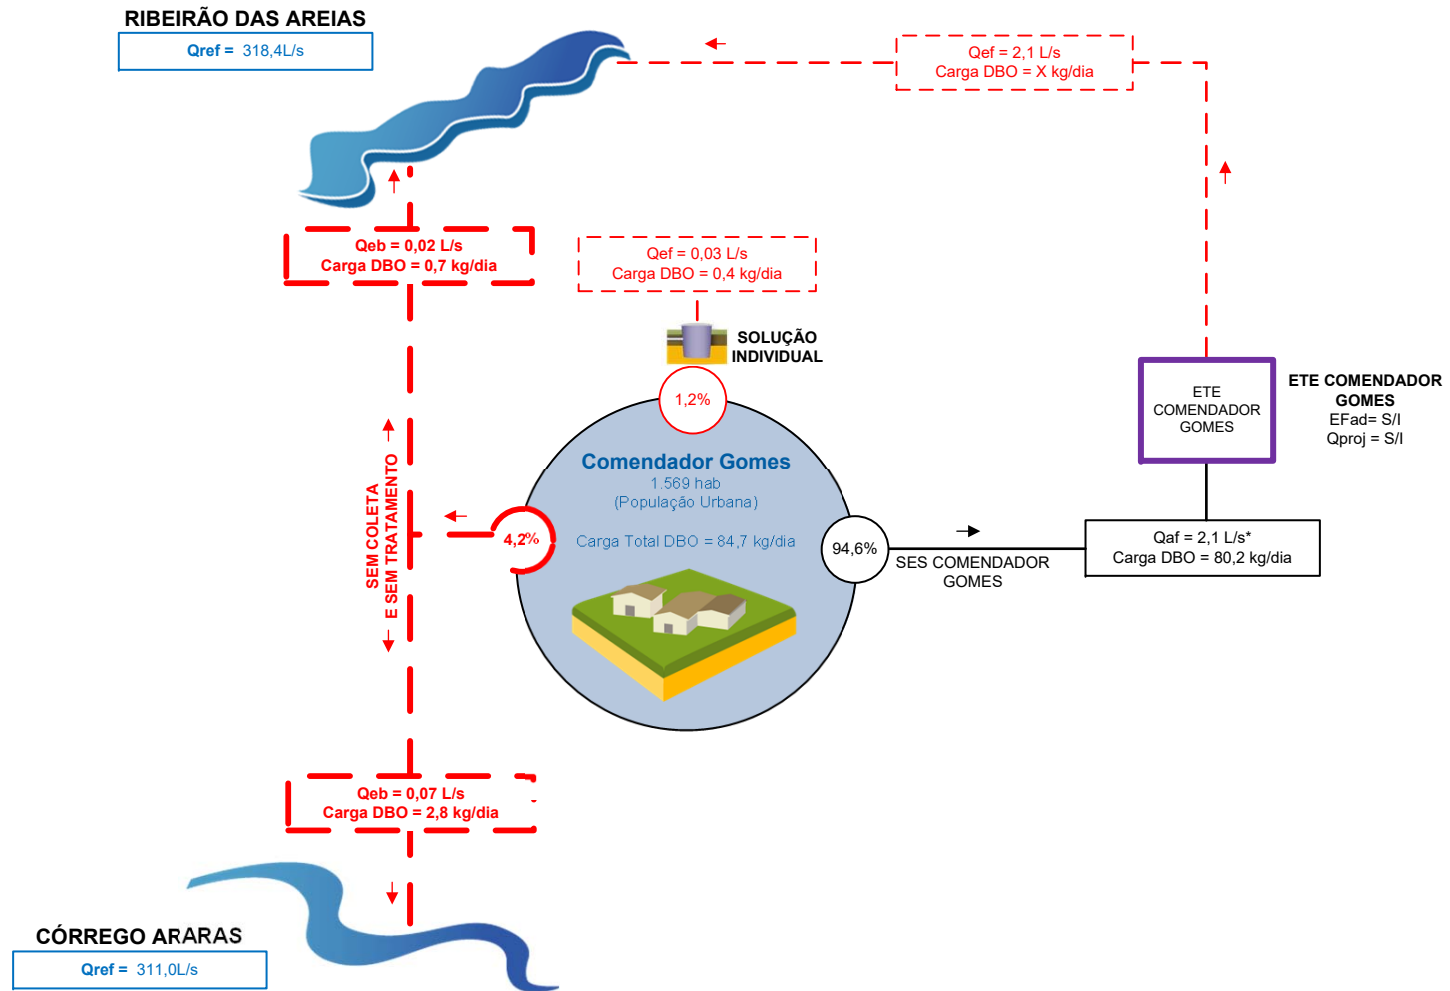 RIBEIRÃO DAS AREIAS
Qref = 318,4L/s
Qef = 2,1 L/s
Carga DBO = X kg/dia
Qeb = 0,02 L/s
Carga DBO = 0,7 kg/dia
Qef = 0,03 L/s
Carga DBO = 0,4 kg/dia
SOLUÇÃO
INDIVIDUAL
1,2%
ETE
COMENDADOR
GOMES
ETE COMENDADOR
GOMES
EFad= S/I
Qproj = S/I
Comendador Gomes
1.569 hab
(População Urbana)
Carga Total DBO = 84,7 kg/dia
SEM COLETA
E SEM TRATAMENTO
4,2%
94,6%
SES COMENDADOR
GOMES
Qaf = 2,1 L/s*
Carga DBO = 80,2 kg/dia
Qeb = 0,07 L/s
Carga DBO = 2,8 kg/dia
CÓRREGO ARARAS
Qref = 311,0L/s